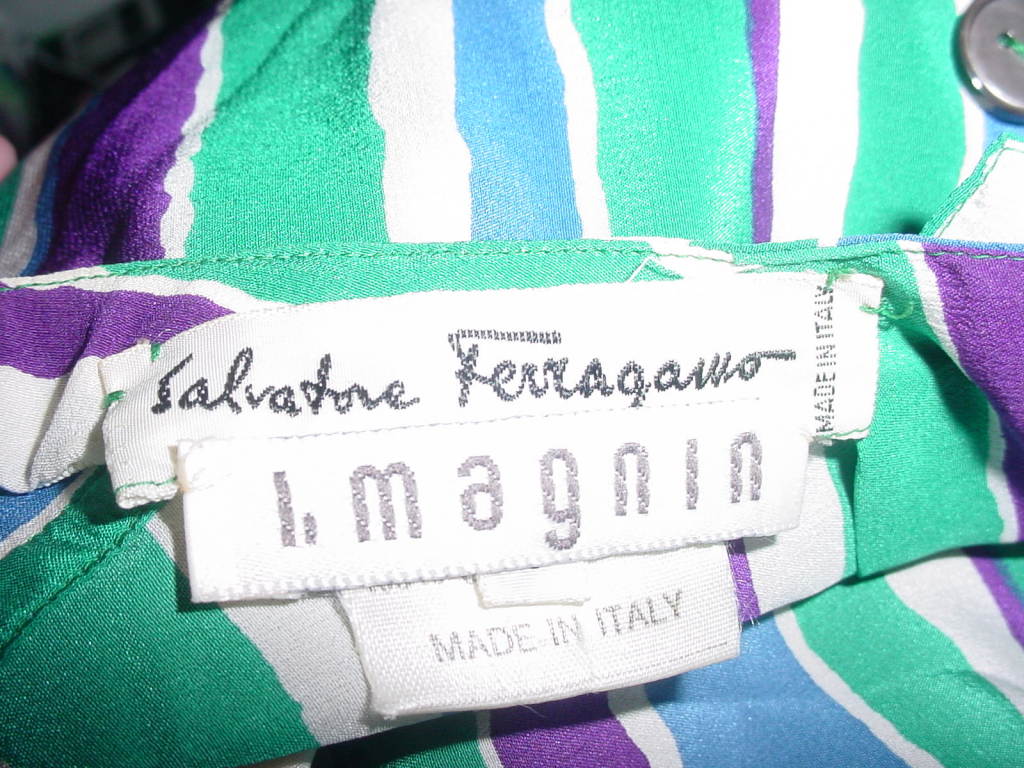 Salvatore Ferragamo
MADE IN ITALY
I. magnin
MADE IN ITALY